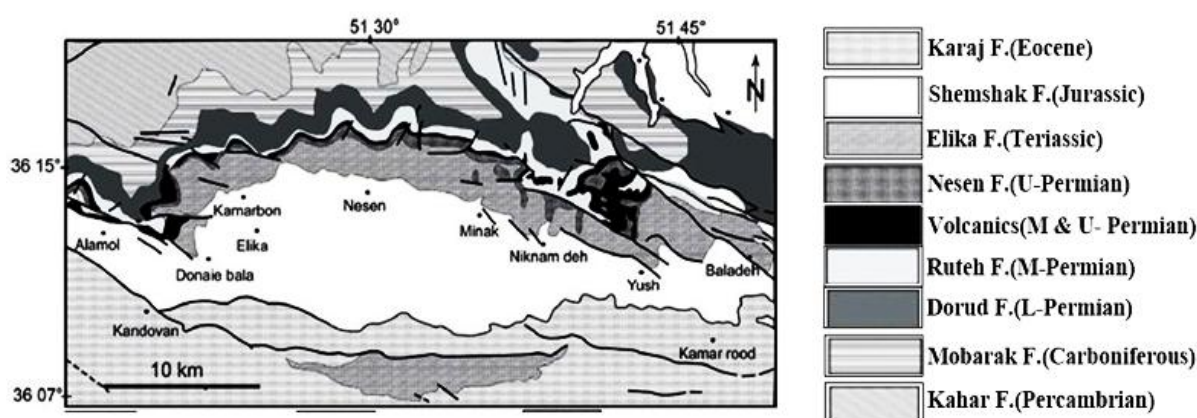 51 30°
51 45°
N
36 15°
Kamarbon
Nesen
Minak
Alamol
Elika
Niknam deh
Donaie bala
Baladeh
Yush
Kandovan
Kamar rood
10 km
36 07°
Karaj F.(Eocene)
Shemshak F.(Jurassic)
Elika F.(Teriassic)
Nesen F.(U-Permian)
Volcanics(M & U- Permian)
Ruteh F.(M-Permian)
Dorud F.(L-Permian)
Mobarak F.(Carboniferous)
Kahar F.(Percambrian)